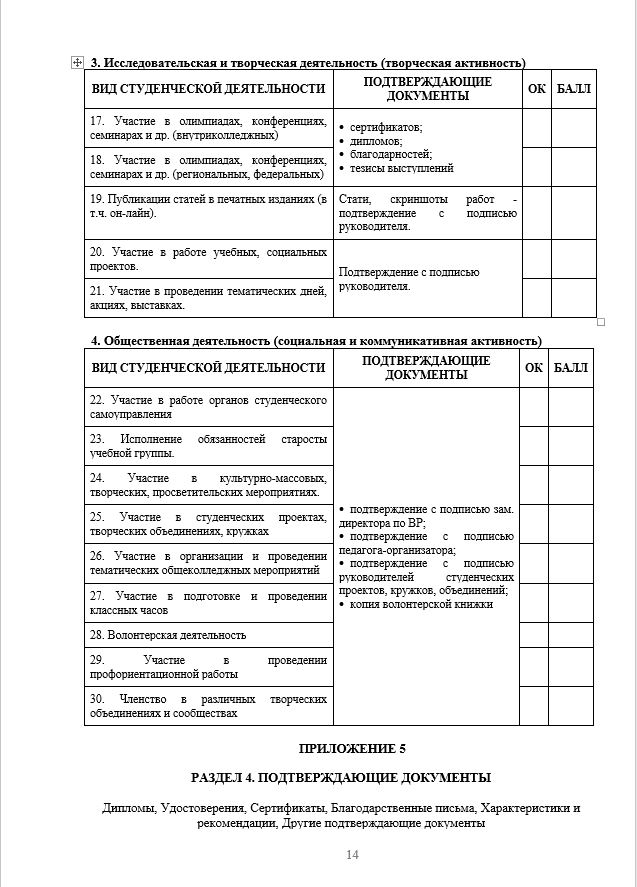 3. Исследовательская и творческая деятельность (творческая активность)
ВИД СТУДЕНЧЕСКОЙ ДЕЯТЕЛЬНОСТИ
ПОДТВЕРЖДАЮЩИЕ
ДОКУМЕНТЫ
ОК
БАЛЛ
17. Участие в олимпиадах, конференциях,
семинарах и др. (внутриколледжных)
• сертификатов;
• дипломов;
• благодарностей;
• тезисы выступлений
18. Участие в олимпиадах, конференциях,
семинарах и др. (региональных, федеральных)
19. Публикации статей в печатных изданиях (в
т.ч. он-лайн).
Стати, скриншоты работ -
подтверждение с подписью
руководителя.
20. Участие в работе учебных, социальных
проектов.
Подтверждение с подписью
руководителя.
21. Участие в проведении тематических дней,
акциях, выставках.
4. Общественная деятельность (социальная и коммуникативная активность)
ВИД СТУДЕНЧЕСКОЙ ДЕЯТЕЛЬНОСТИ
ПОДТВЕРЖДАЮЩИЕ
ДОКУМЕНТЫ
ОК
БАЛЛ
22. Участие в работе органов студенческого
самоуправления
23. Исполнение обязанностей старосты
учебной группы.
24. Участие в культурно-массовых,
творческих, просветительских мероприятиях.
25. Участие в студенческих проектах,
творческих объединениях, кружках
26. Участие в организации и проведении
тематических общеколледжных мероприятий
27. Участие в подготовке и проведении
классных часов
28. Волонтерская деятельность
29. Участие в проведении
профориентационной работы
30. Членство в различных творческих
объединениях и сообществах
• подтверждение с подписью зам.
директора по ВР;
• подтверждение с подписью
педагога-организатора;
• подтверждение с подписью
руководителей студенческих
проектов, кружков, объединений;
• копия волонтерской книжки
ПРИЛОЖЕНИЕ 5
РАЗДЕЛ 4. ПОДТВЕРЖДАЮЩИЕ ДОКУМЕНТЫ
Дипломы, Удостоверения, Сертификаты, Благодарственные письма, Характеристики и
рекомендации, Другие подтверждающие документы
14